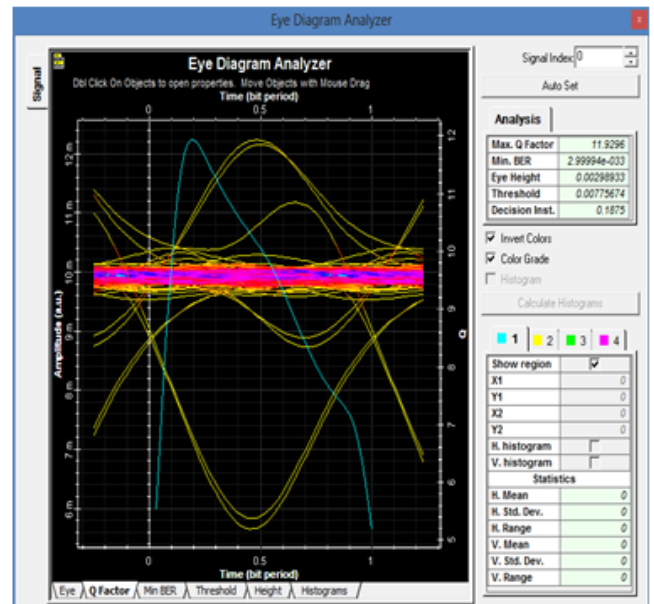 Eye Diagram Analyzer
x
Signal
Eye Diagram Analyzer
Dbl Click On Objects to open properties. Move Objects with Mouse Drag
Time (bit period)
0 0.5 1
Amplitude (a.u.)
12 m
11 m
10 m
9 m
8 m
7 m
6 m
Q
12
11
10
9
8
7
6
5
0 0.5 1
Time (bit period)
Eye Q Factor Min BER Threshold Height Histograms
Signal Index: 0
Auto Set
Analysis
Max. Q Factor 11.9296
Min. BER 2.99994e-033
Eye Height 0.00298933
Threshold 0.00775674
Decision Inst. 0.1875
Invert Colors
Color Grade
Histogram
Calculate Histograms
1 2 3 4
Show region
X1 0
Y1 0
X2 0
Y2 0
H. histogram
V. histogram
Statistics
H. Mean 0
H. Std. Dev. 0
H. Range 0
V. Mean 0
V. Std. Dev. 0
V. Range 0